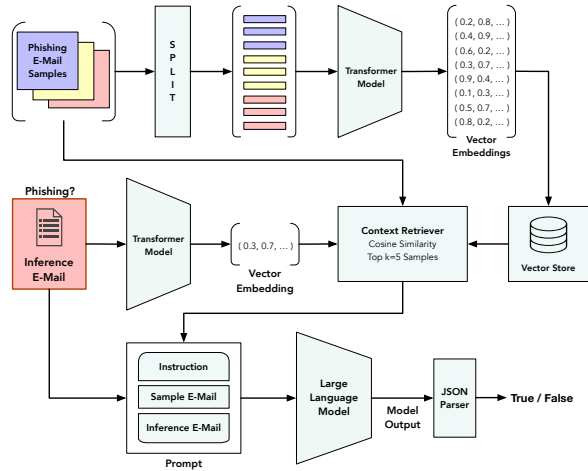 Phishing
E-Mail
Samples
S
P
L
I
T
Transformer
Model
( 0.2, 0.8, ... )
( 0.4, 0.9, ... )
( 0.6, 0.2, ... )
( 0.3, 0.7, ... )
( 0.9, 0.4, ... )
( 0.1, 0.3, ... )
( 0.5, 0.7, ... )
( 0.8, 0.2, ... )
Vector
Embeddings
Phishing?
Inference
E-Mail
Transformer
Model
( 0.3, 0.7, ... )
Vector
Embedding
Context Retriever
Cosine Similarity
Top k=5 Samples
Vector Store
Instruction
Sample E-Mail
Inference E-Mail
Prompt
Large
Language
Model
Model
Output
JSON
Parser
True / False